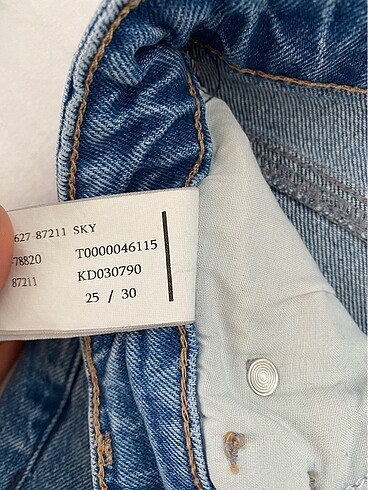 627-87211 SKY
78820 T0000046115
87211 KD030790
25 / 30